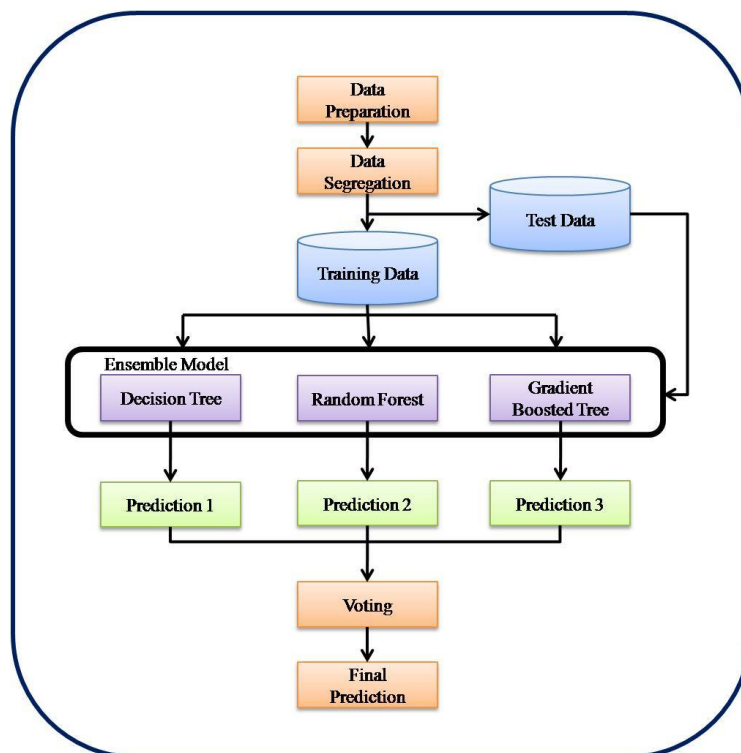 Data
Preparation
Data
Segregation
Test Data
Training Data
Ensemble Model
Decision Tree
Random Forest
Gradient
Boosted Tree
Prediction 1
Prediction 2
Prediction 3
Voting
Final
Prediction